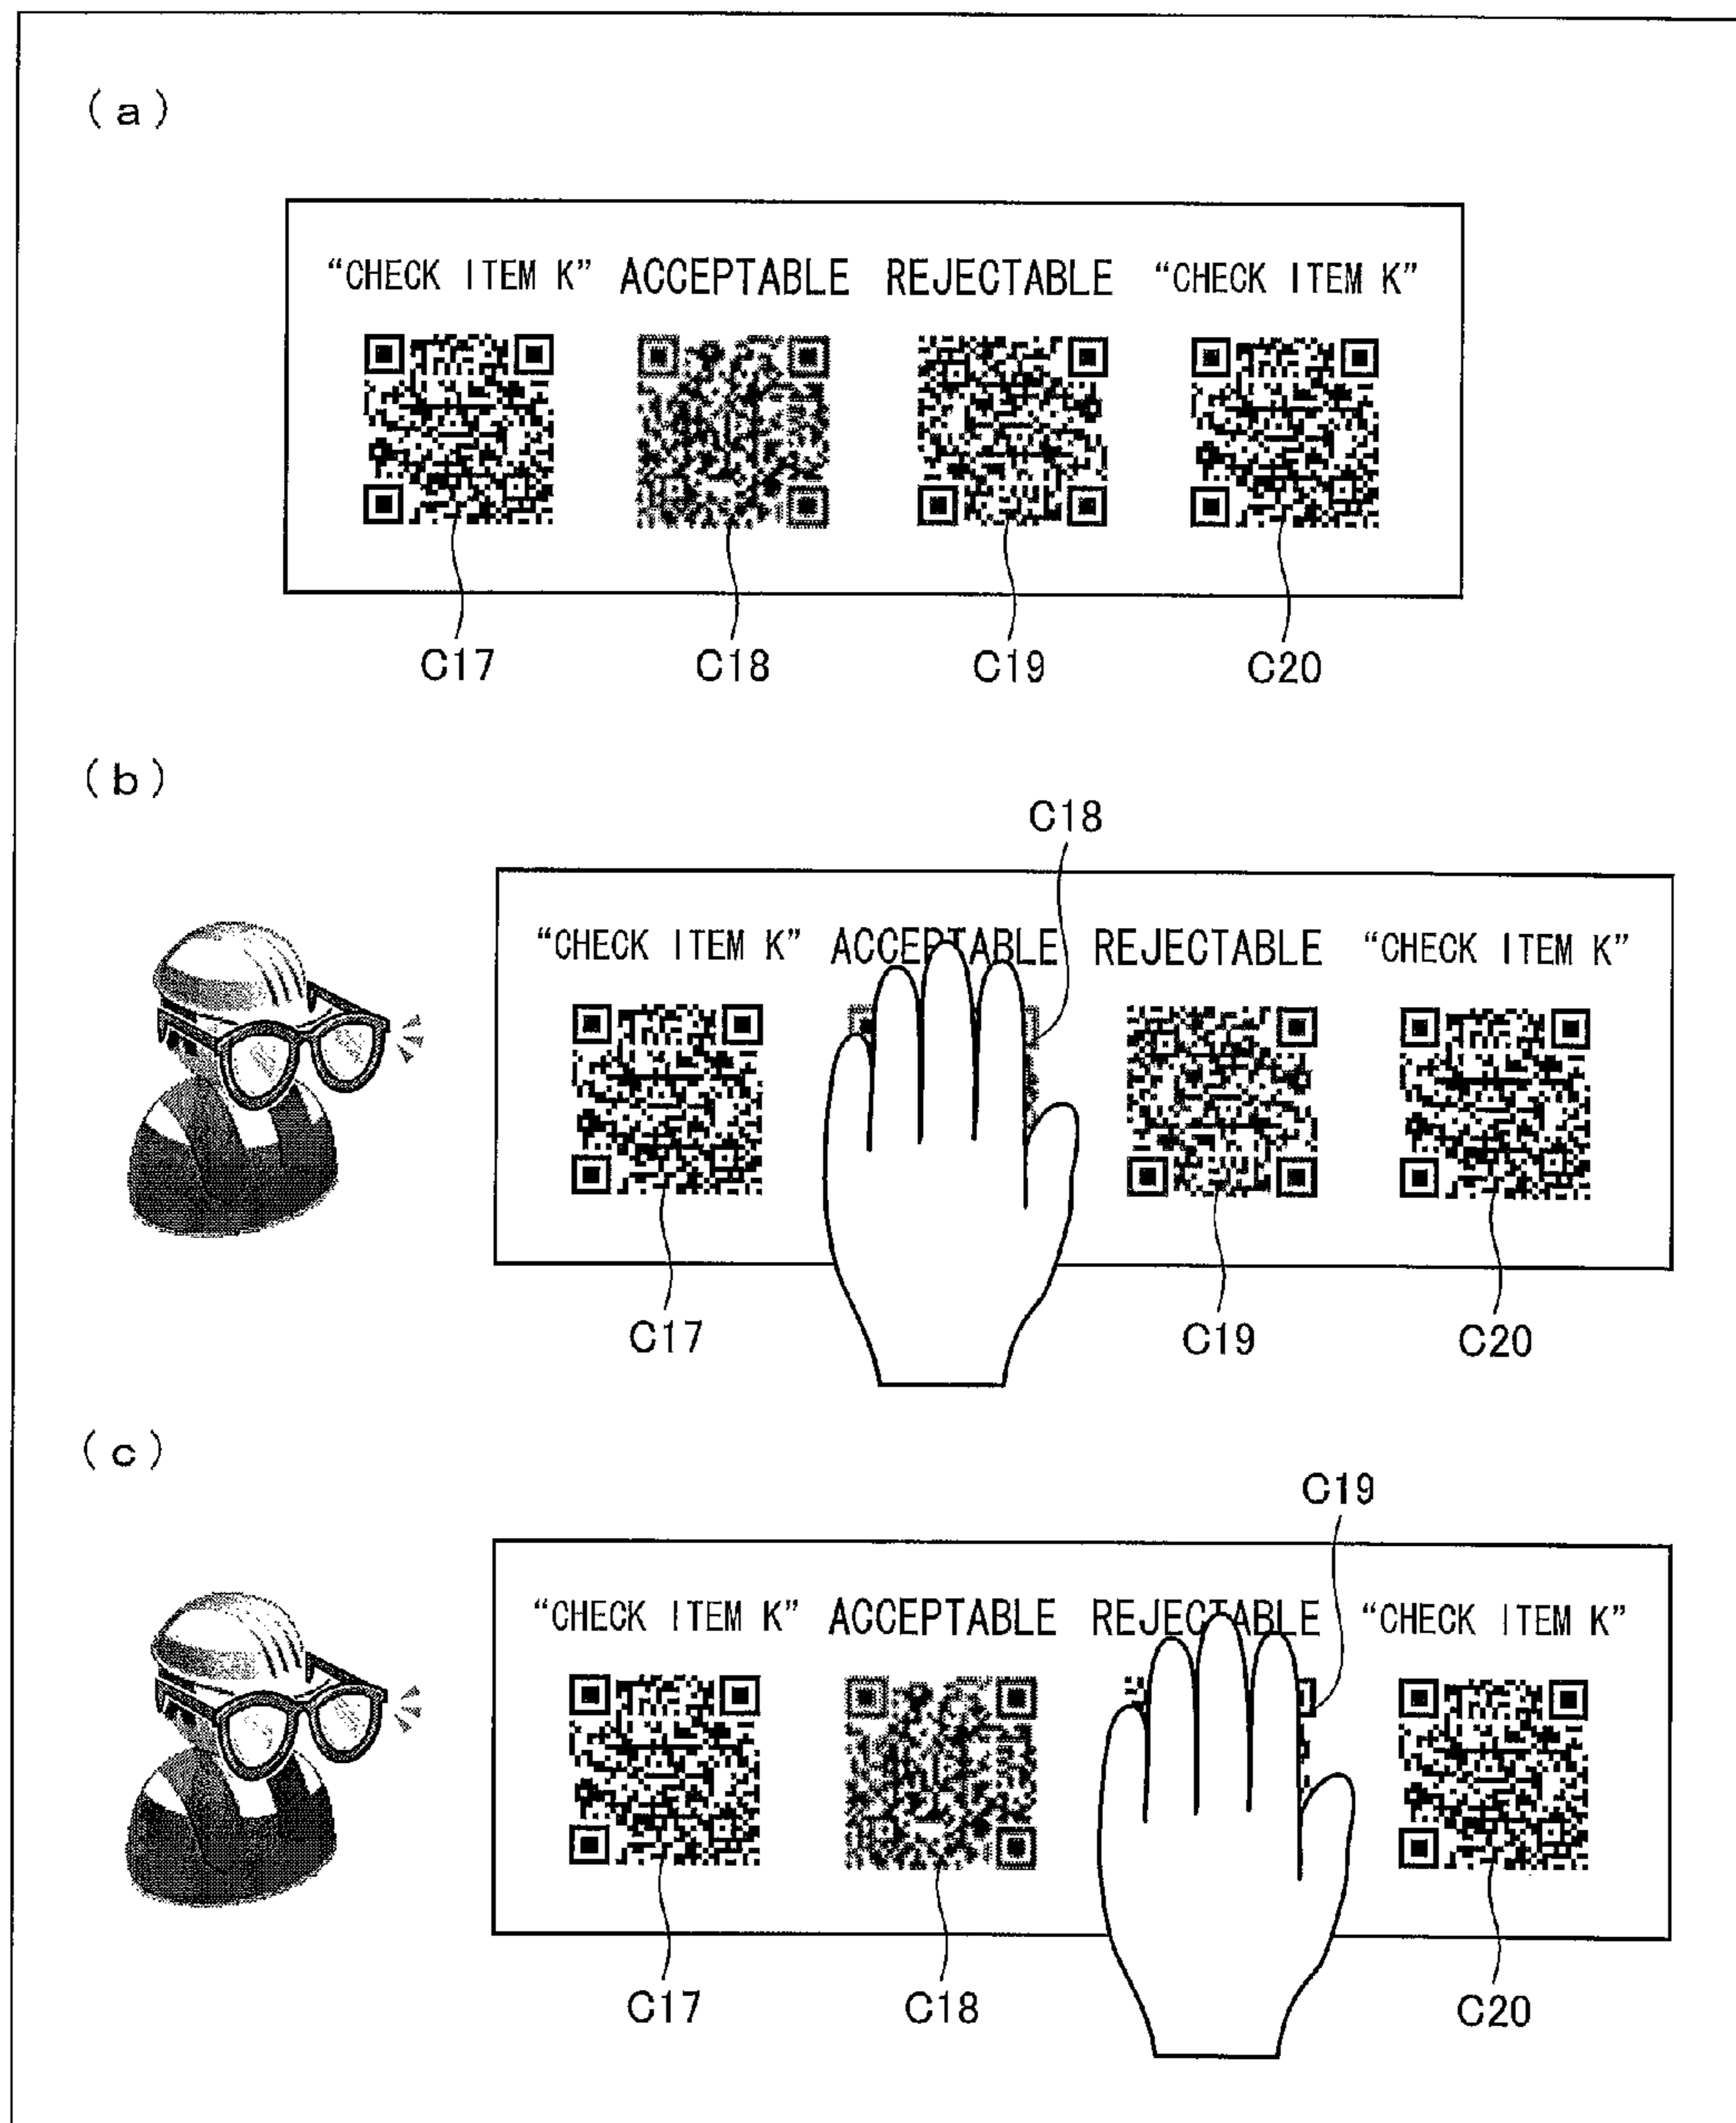 (a)
“CHECK ITEM K” ACCEPTABLE REJECTABLE “CHECK ITEM K”
C17 C18 C19 C20
(b)
C18
“CHECK ITEM K” ACCEPTABLE REJECTABLE “CHECK ITEM K”
C17 C19 C20
(c)
C19
“CHECK ITEM K” ACCEPTABLE REJECTABLE “CHECK ITEM K”
C17 C18 C20